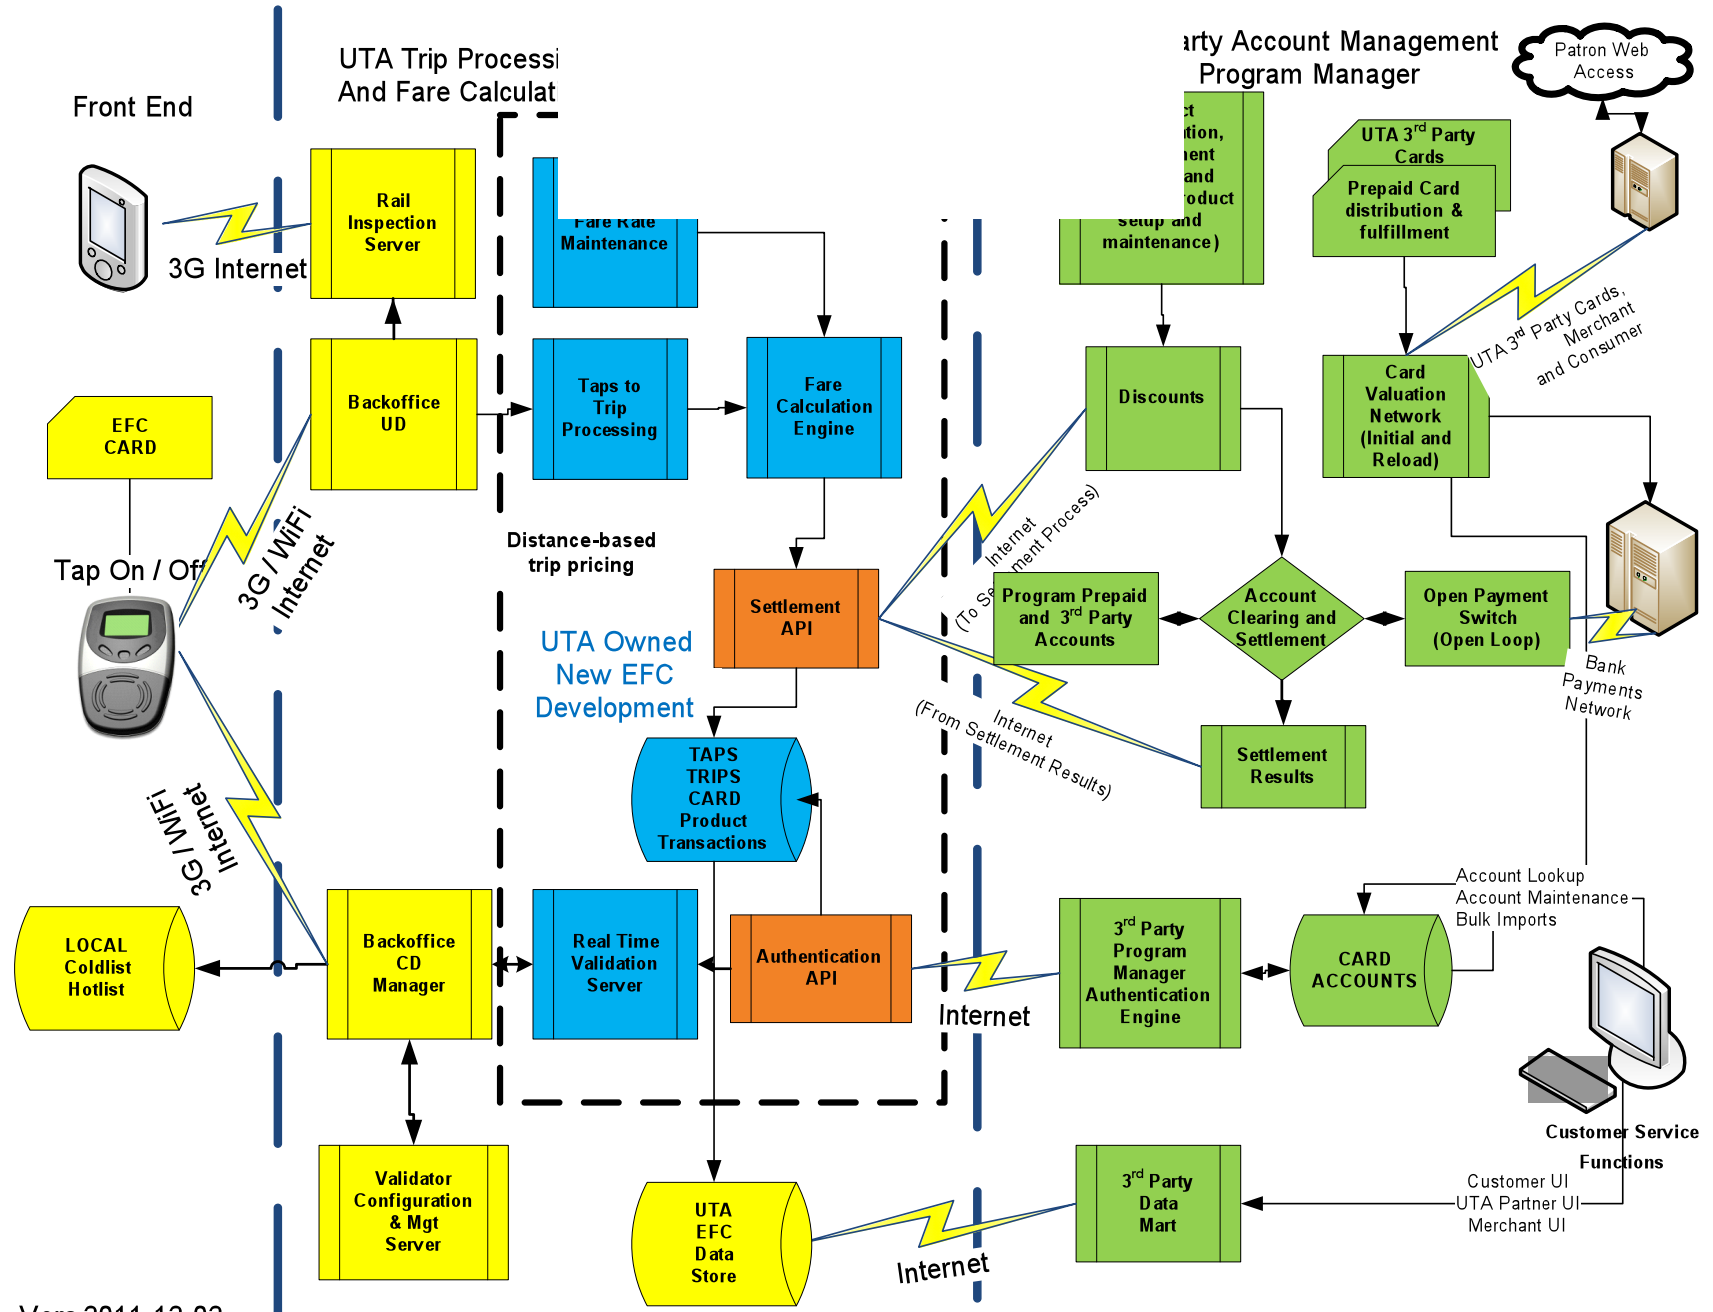 UTA Trip Processi
And Fare Calculati
arty Account Management
Program Manager
Patron Web
Access
Front End
UTA 3rd Party
Cards
Prepaid Card
distribution &
fulfillment
Rail
Inspection
Server
3G Internet
Fare Rate
Maintenance
and
roduct
setup and
maintenance)
UTA 3rd Party Cards,
Merchant
and Consumer
Backoffice
UD
Taps to
Trip
Processing
Fare
Calculation
Engine
Discounts
Card
Valuation
Network
(Initial and
Reload)
EFC
CARD
Tap On / Off
3G / WiFi
Internet
Distance-based
trip pricing
Internet
(To Se ment Process)
Settlement
API
Program Prepaid
and 3rd Party
Accounts
Account
Clearing and
Settlement
Open Payment
Switch
(Open Loop)
Bank
Payments
Network
UTA Owned
New EFC
Development
Internet
(From Settlement Results)
Settlement
Results
TAPS
TRIPS
CARD
Product
Transactions
3G / WiFi
Internet
Account Lookup
Account Maintenance
Bulk Imports
LOCAL
Coldlist
Hotlist
Backoffice
CD
Manager
Real Time
Validation
Server
Authentication
API
Internet
3rd Party
Program
Manager
Authentication
Engine
CARD
ACCOUNTS
Customer Service
Functions
Validator
Configuration
& Mgt
Server
UTA
EFC
Data
Store
Internet
3rd Party
Data
Mart
Customer UI
UTA Partner UI
Merchant UI